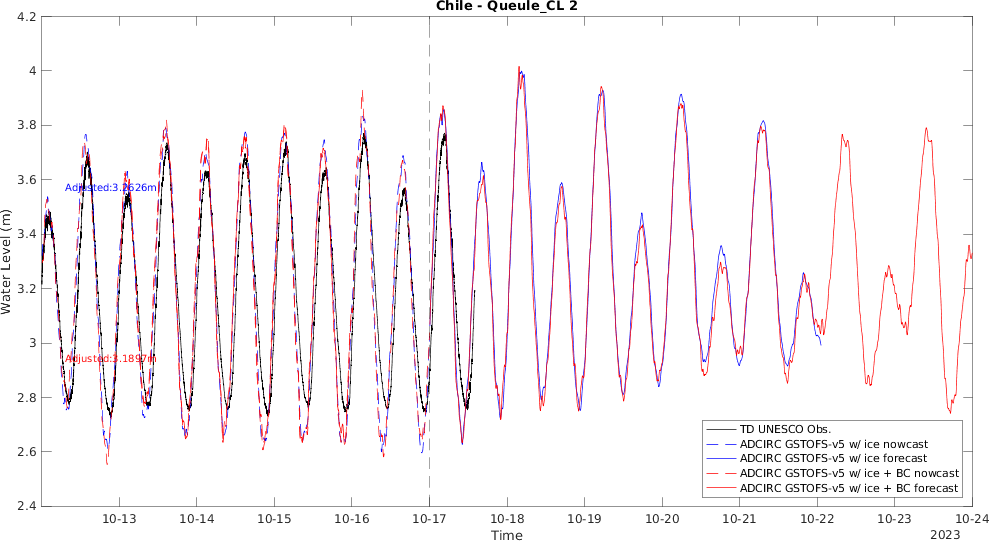 Chile - Queule_CL 2
4.2
4
3.8
3.6
3.4
3.2
3
2.8
2.6
2.4
Water Level (m)
Adjusted:3.2626m
Adjusted:3.1897m
TD UNESCO Obs.
ADCIRC GSTOFS-v5 w/ ice nowcast
ADCIRC GSTOFS-v5 w/ ice forecast
ADCIRC GSTOFS-v5 w/ ice + BC nowcast
ADCIRC GSTOFS-v5 w/ ice + BC forecast
10-13 10-14 10-15 10-16 10-17 10-18 10-19 10-20 10-21 10-22 10-23 10-24
Time
2023